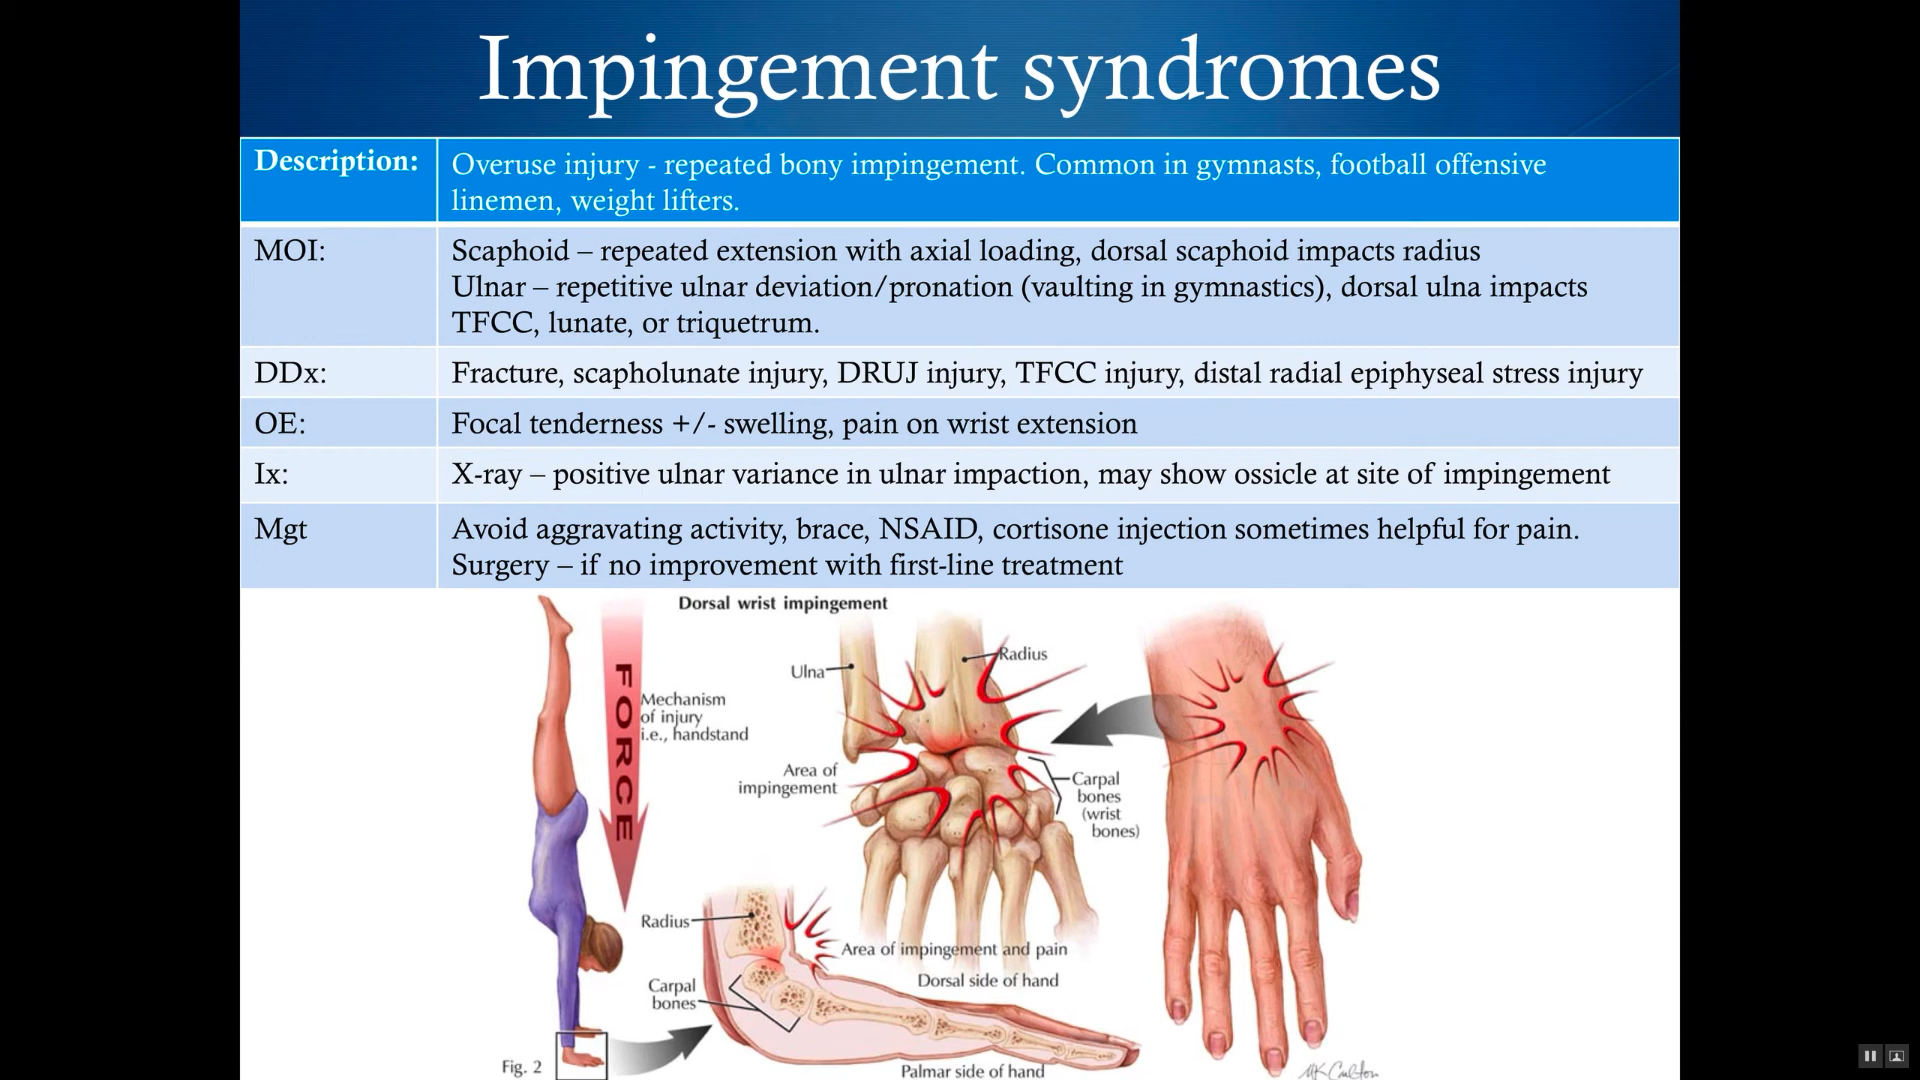 Impingement syndromes
Description:
Overuse injury - repeated bony impingement. Common in gymnasts, football offensive
linemen, weight lifters.
MOI:
Scaphoid – repeated extension with axial loading, dorsal scaphoid impacts radius
Ulnar – repetitive ulnar deviation/pronation (vaulting in gymnastics), dorsal ulna impacts
TFCC, lunate, or triquetrum.
DDx:
Fracture, scapholunate injury, DRUJ injury, TFCC injury, distal radial epiphyseal stress injury
OE:
Focal tenderness +/- swelling, pain on wrist extension
Ix:
X-ray – positive ulnar variance in ulnar impaction, may show ossicle at site of impingement
Mgt
Avoid aggravating activity, brace, NSAID, cortisone injection sometimes helpful for pain.
Surgery – if no improvement with first-line treatment
Dorsal wrist impingement
FORCE
Mechanism
of injury
i.e., handstand
Ulna
Radius
Area of
impingement
Carpal
bones
(wrist
bones)
Radius
Area of impingement and pain
Dorsal side of hand
Carpal
bones
Palmar side of hand
Fig. 2